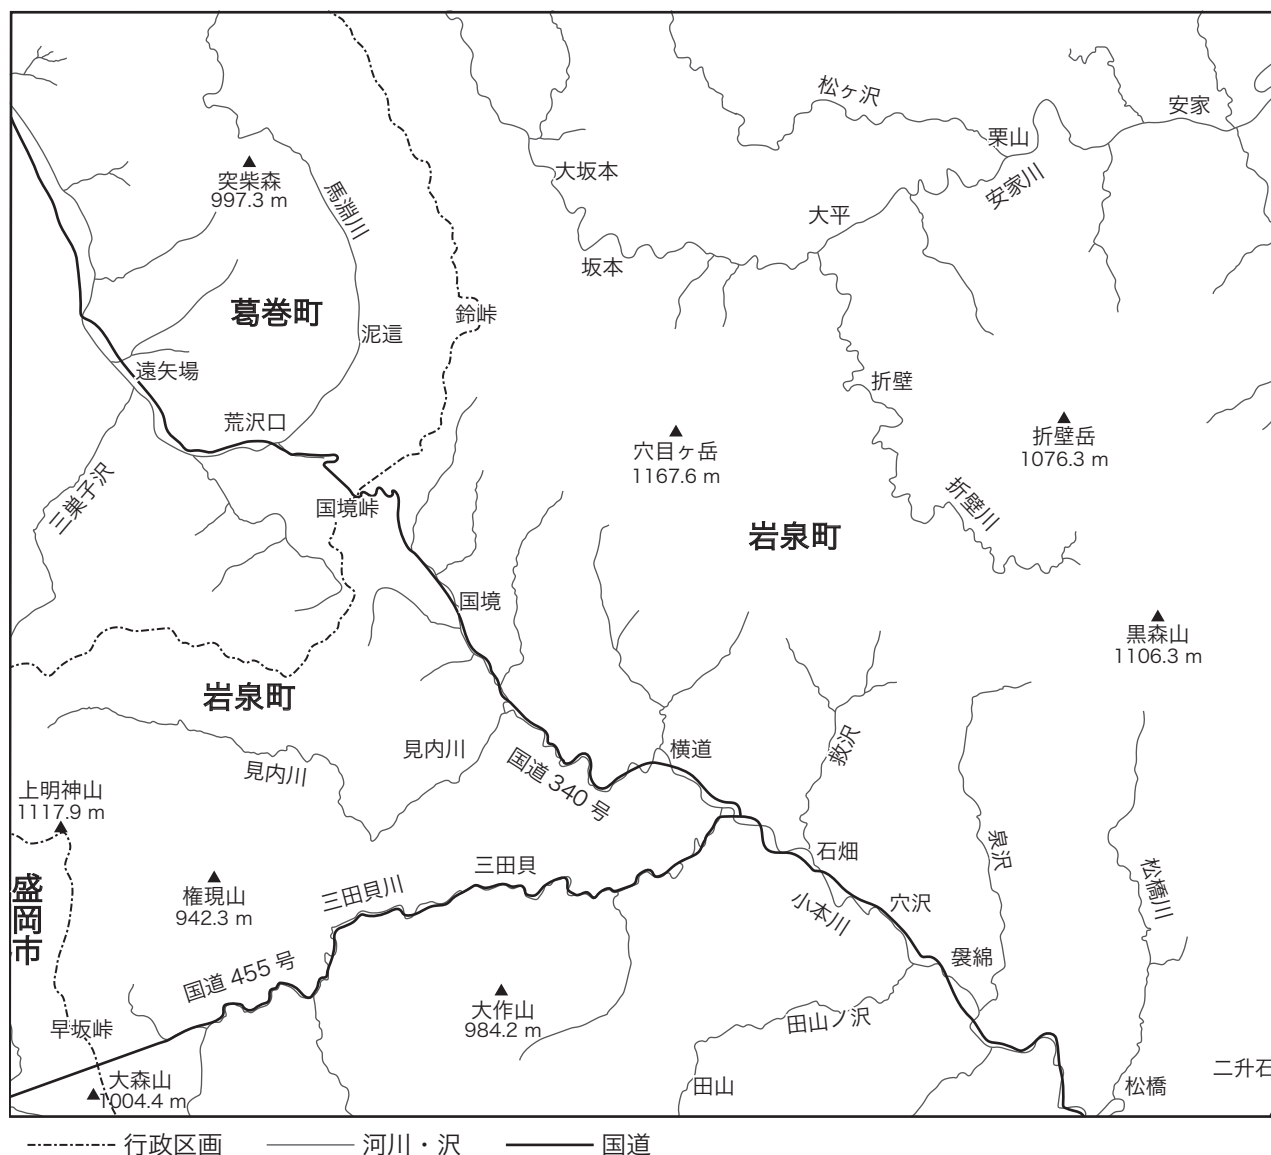 松ヶ沢
安家
栗山
大坂本
安家川
突柴森
997.3 m
馬淵川
大平
坂本
葛巻町
鈴峠
泥這
遠矢場
折壁
荒沢口
穴目ヶ岳
1167.6 m
折壁岳
1076.3 m
三巣子沢
国境峠
折壁川
岩泉町
国境
黒森山
1106.3 m
岩泉町
見内川
横道
救沢
見内川
国道 340 号
上明神山
1117.9 m
石畑
泉沢
三田貝
権現山
942.3 m
三田貝川
盛岡市
小本川
穴沢
松橋川
袰綿
国道 455 号
大作山
984.2 m
田山ノ沢
早坂峠
大森山
1004.4 m
田山
松橋
二升石
行政区画
河川・沢
国道